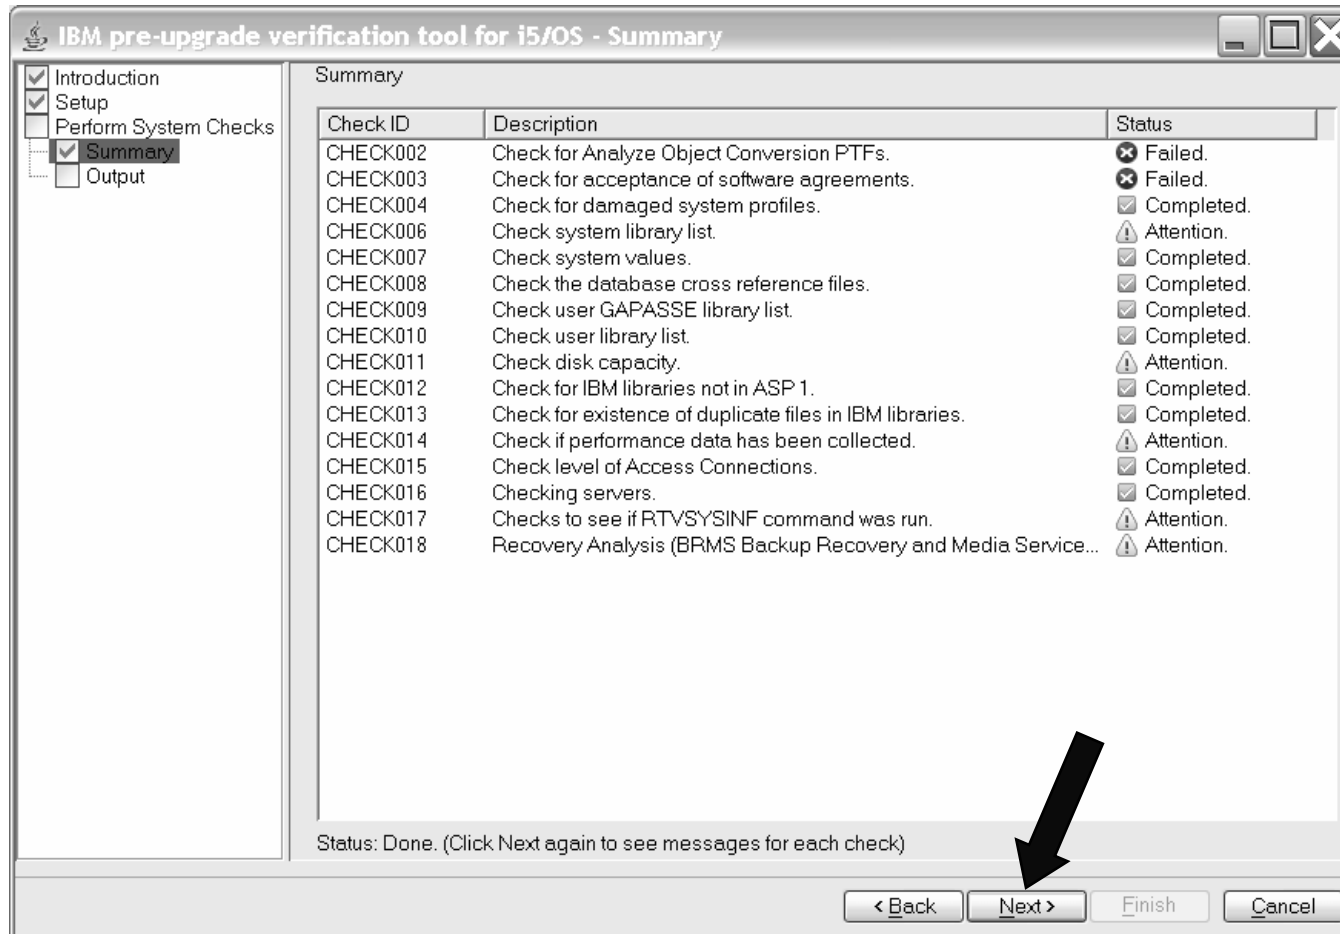 IBM pre-upgrade verification tool for i5/OS - Summary
Introduction
Setup
Perform System Checks
Summary
Output
Summary
Check ID Description Status
CHECK002 Check for Analyze Object Conversion PTFs. Failed.
CHECK003 Check for acceptance of software agreements. Failed.
CHECK004 Check for damaged system profiles. Completed.
CHECK006 Check system library list. Attention.
CHECK007 Check system values. Completed.
CHECK008 Check the database cross reference files. Completed.
CHECK009 Check user GAPASSE library list. Completed.
CHECK010 Check user library list. Completed.
CHECK011 Check disk capacity. Attention.
CHECK012 Check for IBM libraries not in ASP 1. Completed.
CHECK013 Check for existence of duplicate files in IBM libraries. Completed.
CHECK014 Check if performance data has been collected. Attention.
CHECK015 Check level of Access Connections. Completed.
CHECK016 Checking servers. Completed.
CHECK017 Checks to see if RTVSYSINF command was run. Attention.
CHECK018 Recovery Analysis (BRMS Backup Recovery and Media Service... Attention.
Status: Done. (Click Next again to see messages for each check)
< Back Next > Finish Cancel